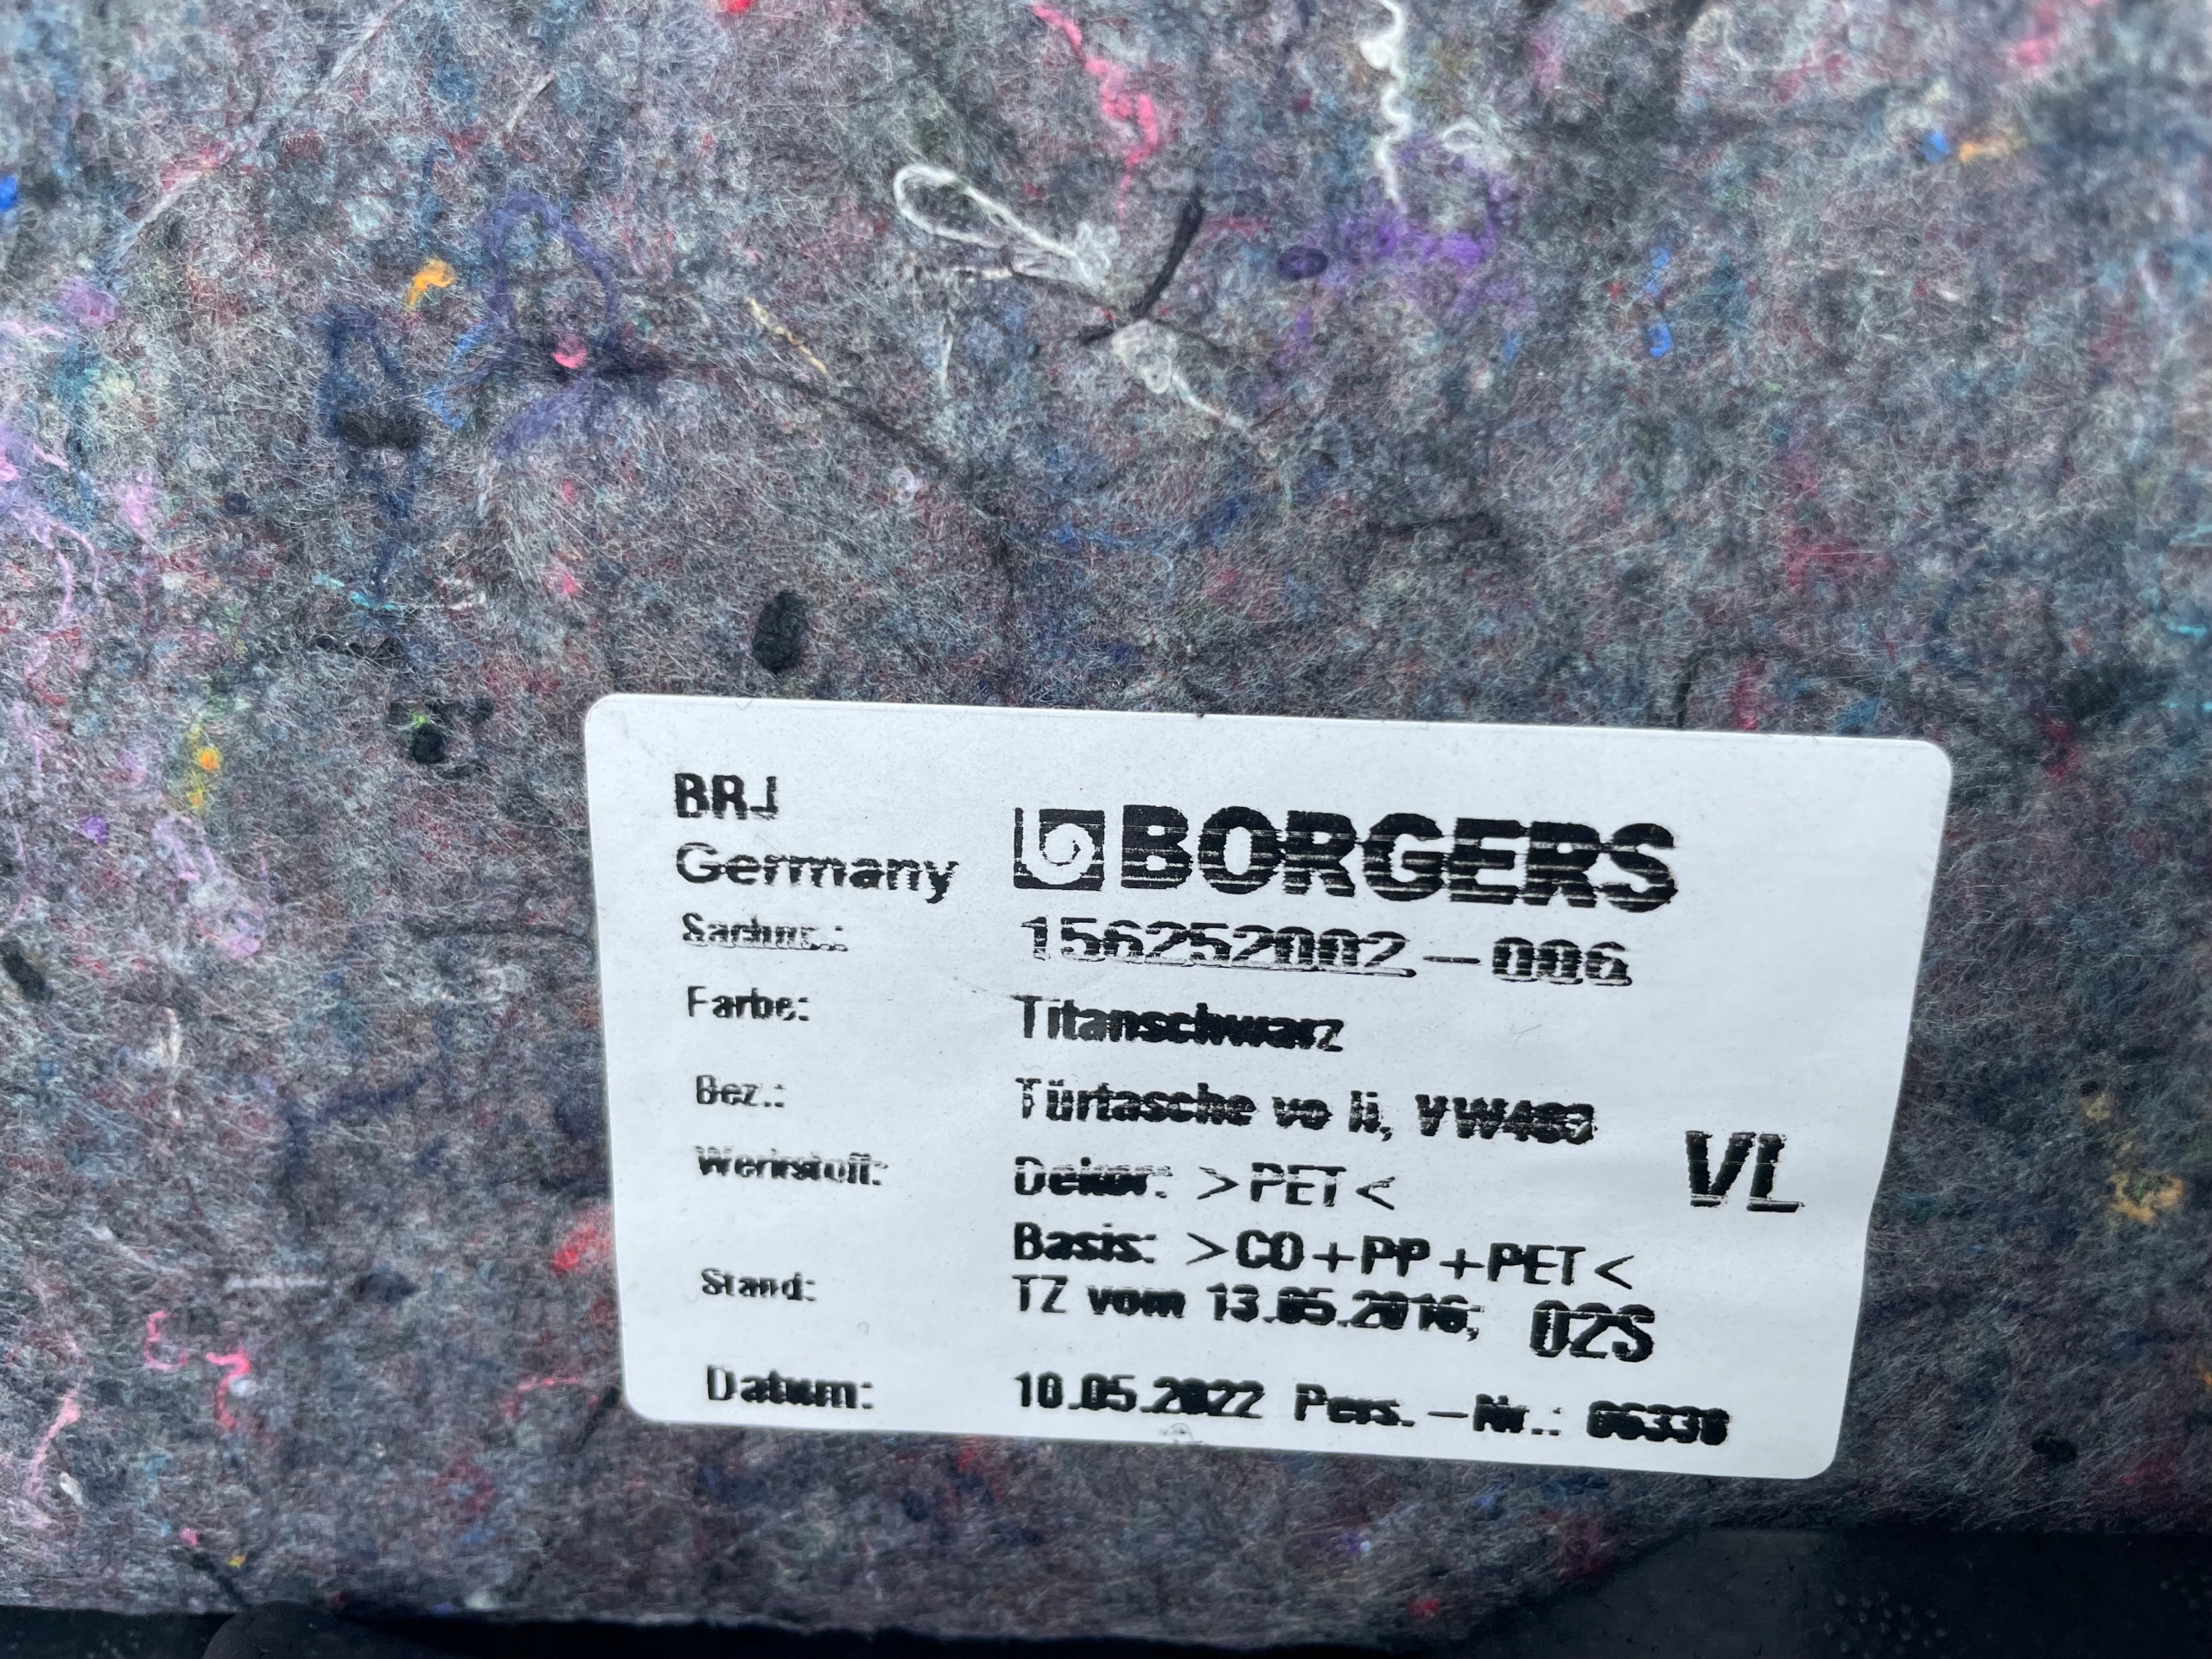 BRJ
Germany
BORGERS
Sachnr.: 156252002-006
Farbe: Titanschwarz
Bez.: Türtasche vo li, VW483
VL
Werkstoff: Dekor: >PET<
Basis: >CO+PP+PET<
Stand: TZ vom 13.05.2016; 02S
Datum: 10.05.2022 Pers.-Nr.: